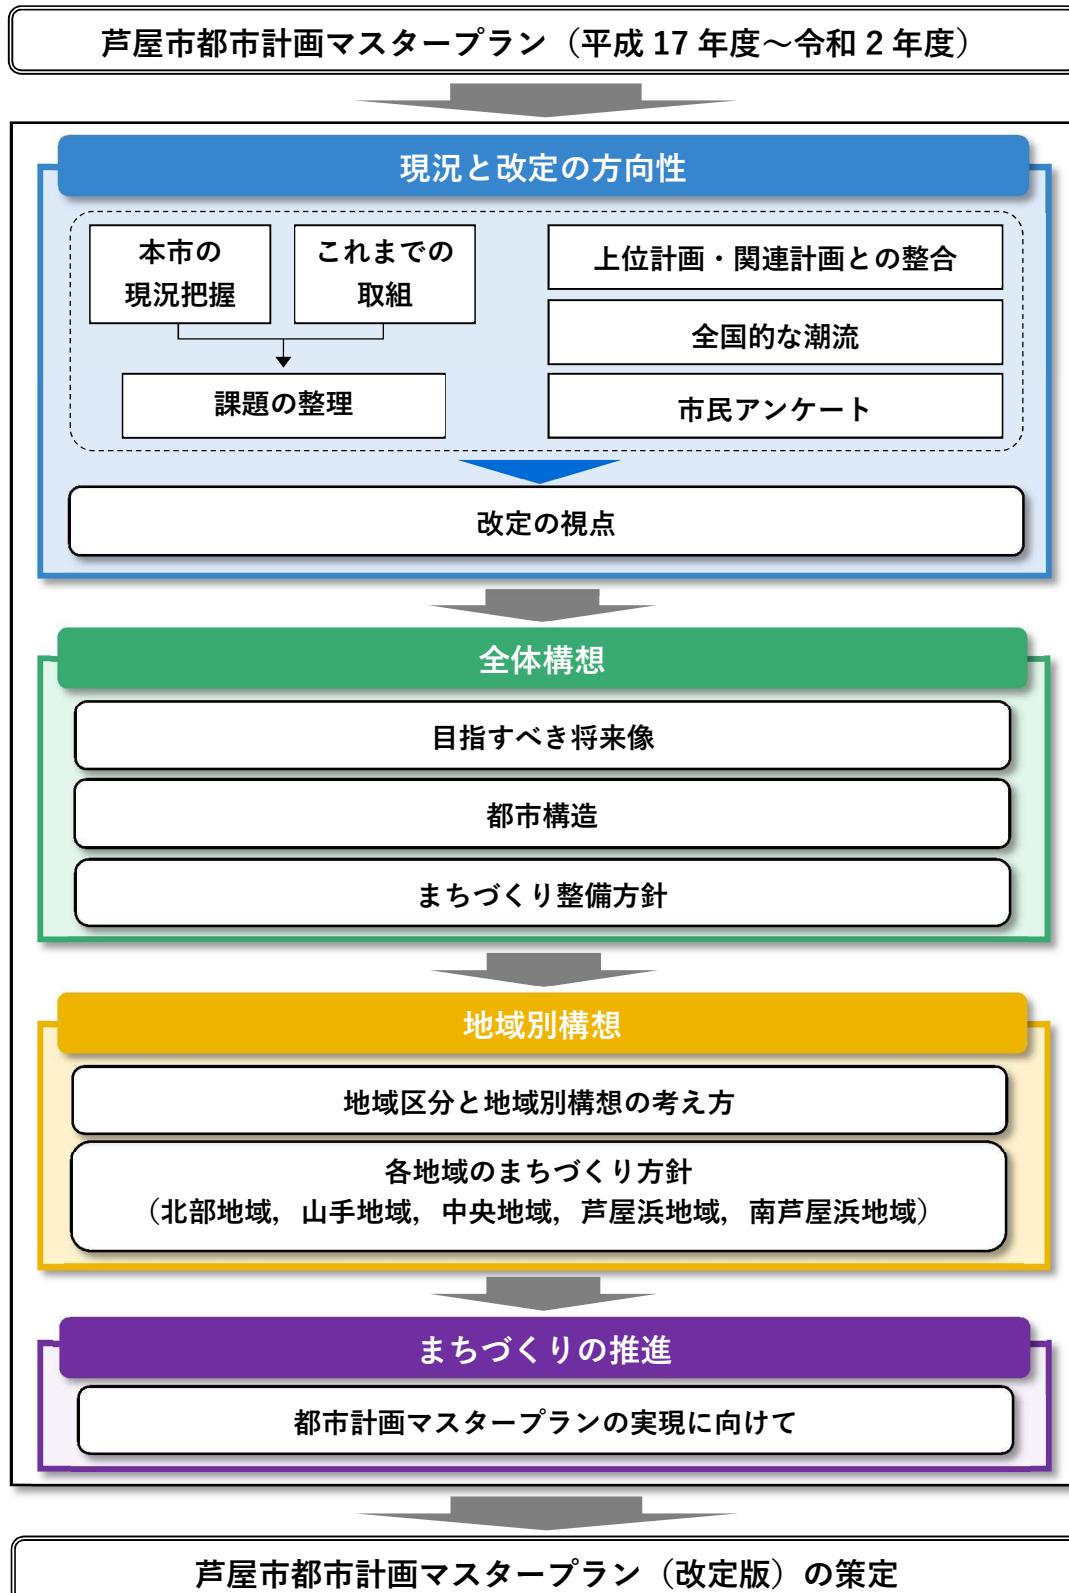 芦屋市都市計画マスタープラン（平成 17 年度～令和 2 年度）
現況と改定の方向性
本市の
現況把握
これまでの
取組
課題の整理
上位計画・関連計画との整合
全国的な潮流
市民アンケート
改定の視点
全体構想
目指すべき将来像
都市構造
まちづくり整備方針
地域別構想
地域区分と地域別構想の考え方
各地域のまちづくり方針
（北部地域，山手地域，中央地域，芦屋浜地域，南芦屋浜地域）
まちづくりの推進
都市計画マスタープランの実現に向けて
芦屋市都市計画マスタープラン（改定版）の策定